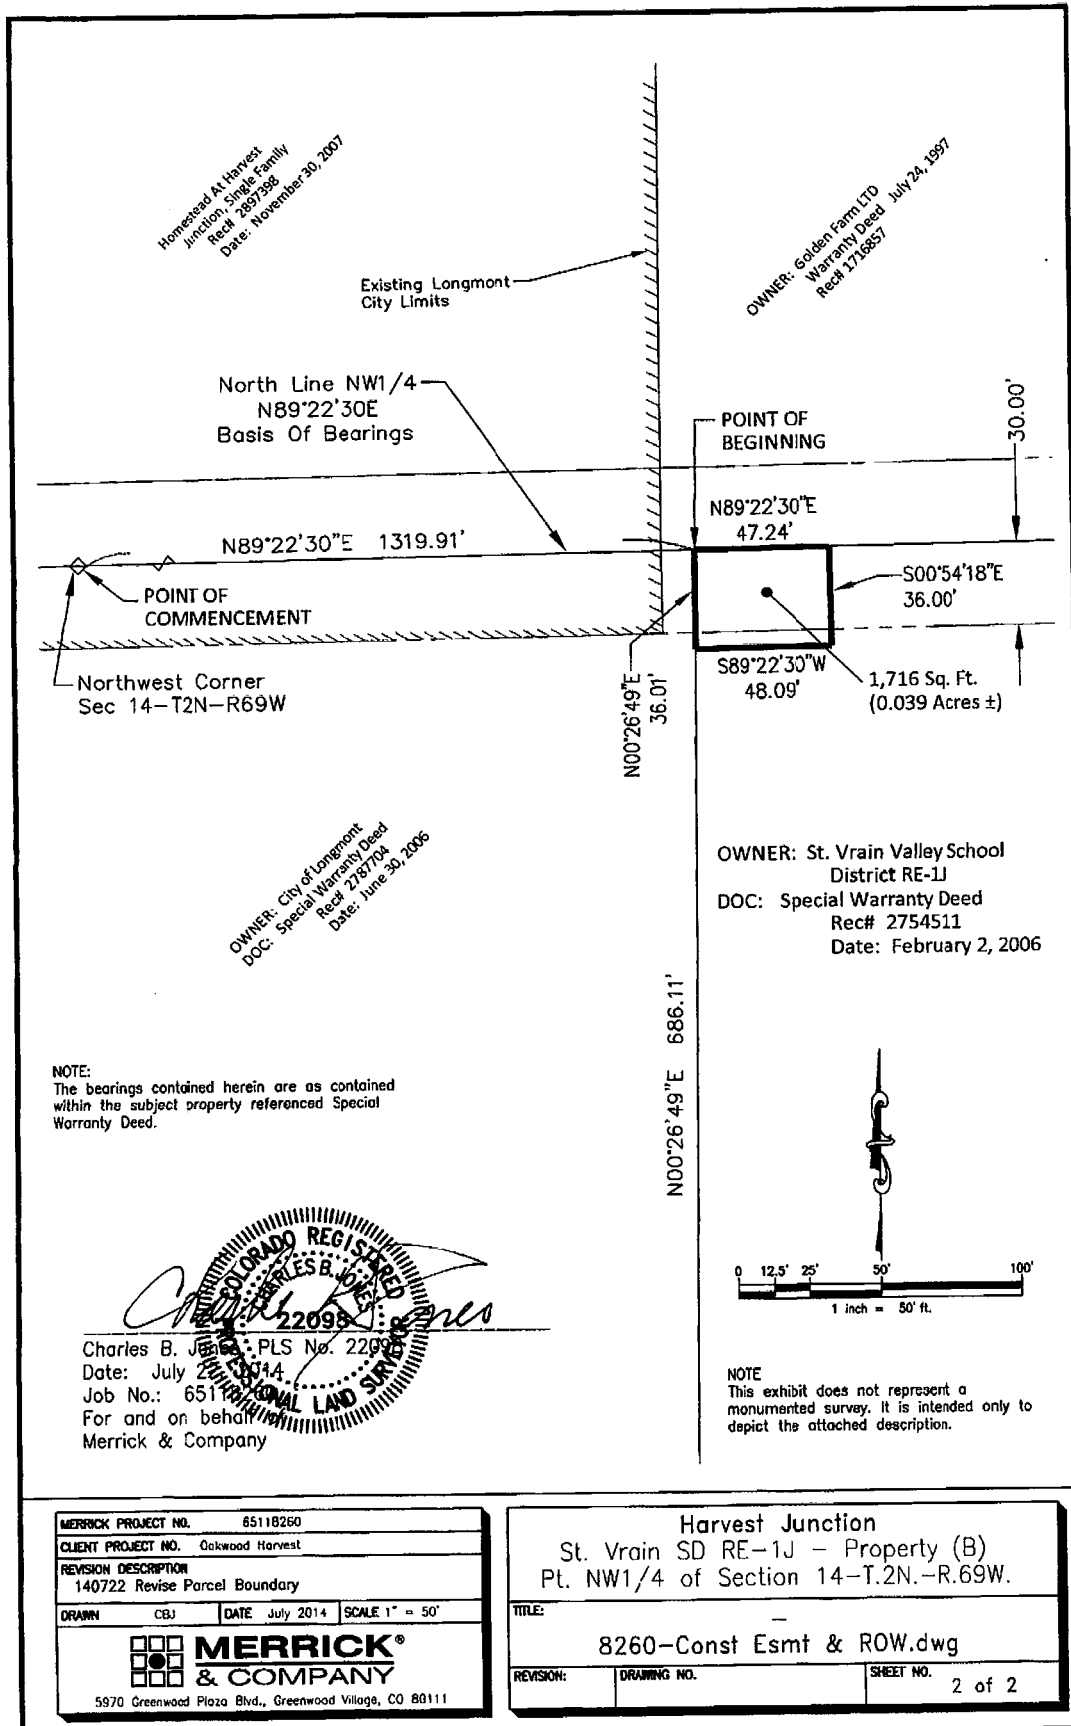 Homestead At Harvest
Junction, Single Family
Rec# 2897398
Date: November 30, 2007
OWNER: Golden Farm LTD
Warranty Deed July 24, 1997
Rec# 1716857
Existing Longmont
City Limits
North Line NW1/4
N89°22'30E
Basis Of Bearings
POINT OF
BEGINNING
30.00'
N89°22'30"E
47.24'
N89°22'30"E 1319.91'
S00°54'18"E
36.00'
POINT OF
COMMENCEMENT
Northwest Corner
Sec 14-T2N-R69W
N00°26'49"E
36.01'
S89°22'30"W
48.09'
1,716 Sq. Ft.
(0.039 Acres ±)
OWNER: City of Longmont
DOC: Special Warranty Deed
Rec# 2787704
Date: June 30, 2006
OWNER: St. Vrain Valley School
District RE-1J
DOC: Special Warranty Deed
Rec# 2754511
Date: February 2, 2006
N00°26'49"E 686.11'
NOTE:
The bearings contained herein are as contained
within the subject property referenced Special
Warranty Deed.
0 12.5' 25' 50' 100'
1 inch = 50' ft.
COLORADO REGISTERED
CHARLES B. JONES
22098
PROFESSIONAL LAND SURVEYOR
Charles B. Jones, PLS No. 22098
Date: July 2 2014
Job No.: 65118260
For and on behalf of
Merrick & Company
NOTE
This exhibit does not represent a
monumented survey. It is intended only to
depict the attached description.
MERRICK PROJECT NO. 65118260
CLIENT PROJECT NO. Oakwood Harvest
REVISION DESCRIPTION
140722 Revise Parcel Boundary
DRAWN CBJ DATE July 2014 SCALE 1" = 50'
MERRICK®
& COMPANY
5970 Greenwood Plaza Blvd., Greenwood Village, CO 80111
Harvest Junction
St. Vrain SD RE-1J - Property (B)
Pt. NW1/4 of Section 14-T.2N.-R.69W.
TITLE:
–
8260-Const Esmt & ROW.dwg
REVISION: DRAWING NO. SHEET NO. 2 of 2